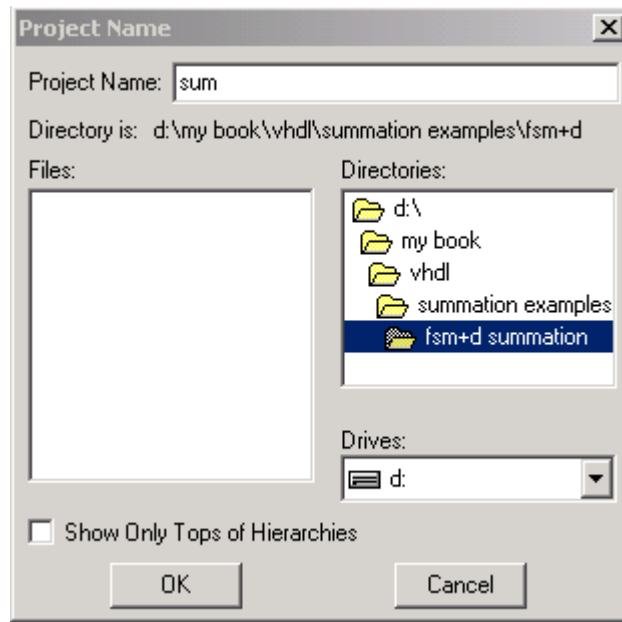 Project Name
Project Name: sum
Directory is: d:\my book\vhdl\summation examples\fsm+d
Files:
Directories:
d:\
my book
vhdl
summation examples
fsm+d summation
Drives:
d:
Show Only Tops of Hierarchies
OK
Cancel